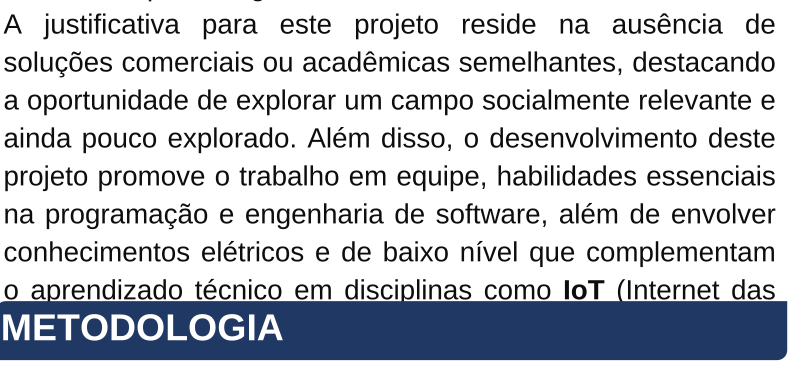 A justificativa para este projeto reside na ausência de
soluções comerciais ou acadêmicas semelhantes, destacando
a oportunidade de explorar um campo socialmente relevante e
ainda pouco explorado. Além disso, o desenvolvimento deste
projeto promove o trabalho em equipe, habilidades essenciais
na programação e engenharia de software, além de envolver
conhecimentos elétricos e de baixo nível que complementam
o aprendizado técnico em disciplinas como IoT (Internet das
METODOLOGIA